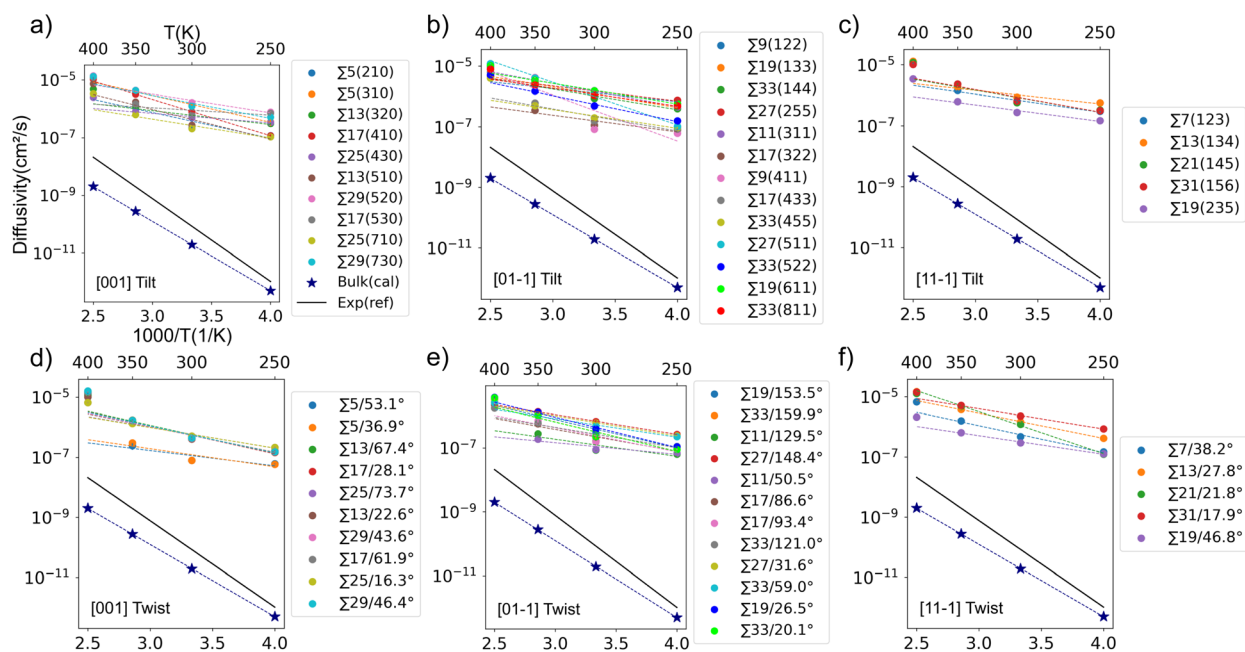 a)
T(K)
400 350 300 250
Diffusivity(cm²/s)
10⁻⁵
10⁻⁷
10⁻⁹
10⁻¹¹
[001] Tilt
2.5 3.0 3.5 4.0
1000/T(1/K)
∑5(210)
∑5(310)
∑13(320)
∑17(410)
∑25(430)
∑13(510)
∑29(520)
∑17(530)
∑25(710)
∑29(730)
Bulk(cal)
Exp(ref)
b)
400 350 300 250
10⁻⁵
10⁻⁷
10⁻⁹
10⁻¹¹
[01-1] Tilt
2.5 3.0 3.5 4.0
∑9(122)
∑19(133)
∑33(144)
∑27(255)
∑11(311)
∑17(322)
∑9(411)
∑17(433)
∑33(455)
∑27(511)
∑33(522)
∑19(611)
∑33(811)
c)
400 350 300 250
10⁻⁵
10⁻⁷
10⁻⁹
10⁻¹¹
[11-1] Tilt
2.5 3.0 3.5 4.0
∑7(123)
∑13(134)
∑21(145)
∑31(156)
∑19(235)
d)
400 350 300 250
10⁻⁵
10⁻⁷
10⁻⁹
10⁻¹¹
[001] Twist
2.5 3.0 3.5 4.0
∑5/53.1°
∑5/36.9°
∑13/67.4°
∑17/28.1°
∑25/73.7°
∑13/22.6°
∑29/43.6°
∑17/61.9°
∑25/16.3°
∑29/46.4°
e)
400 350 300 250
10⁻⁵
10⁻⁷
10⁻⁹
10⁻¹¹
[01-1] Twist
2.5 3.0 3.5 4.0
∑19/153.5°
∑33/159.9°
∑11/129.5°
∑27/148.4°
∑11/50.5°
∑17/86.6°
∑17/93.4°
∑33/121.0°
∑27/31.6°
∑33/59.0°
∑19/26.5°
∑33/20.1°
f)
400 350 300 250
10⁻⁵
10⁻⁷
10⁻⁹
10⁻¹¹
[11-1] Twist
2.5 3.0 3.5 4.0
∑7/38.2°
∑13/27.8°
∑21/21.8°
∑31/17.9°
∑19/46.8°